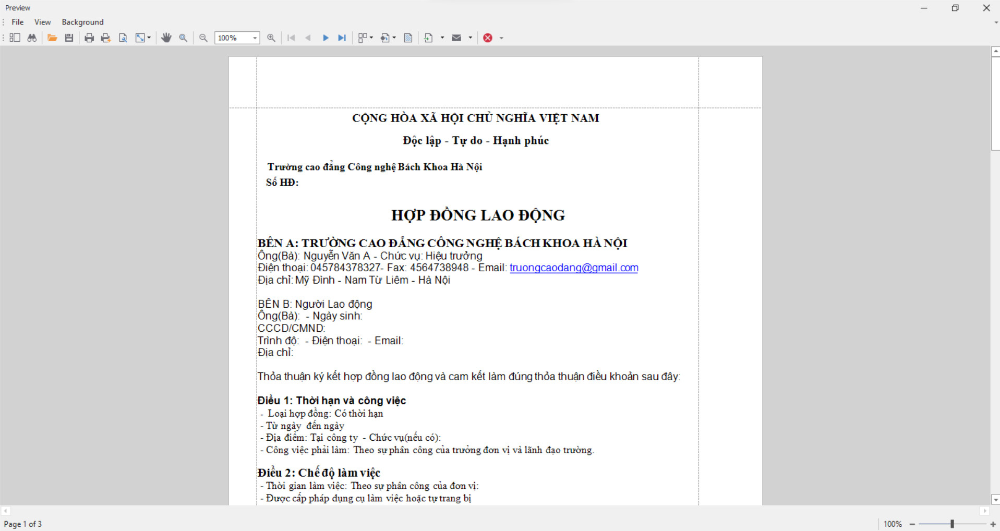 Preview
File View Background
100%
CỘNG HÒA XÃ HỘI CHỦ NGHĨA VIỆT NAM
Độc lập - Tự do - Hạnh phúc
Trường cao đẳng Công nghệ Bách Khoa Hà Nội
Số HĐ:
HỢP ĐỒNG LAO ĐỘNG
BÊN A: TRƯỜNG CAO ĐẲNG CÔNG NGHỆ BÁCH KHOA HÀ NỘI
Ông(Bà): Nguyễn Văn A - Chức vụ: Hiệu trưởng
Điện thoại: 045784378327- Fax: 4564738948 - Email: truongcaodang@gmail.com
Địa chỉ: Mỹ Đình - Nam Từ Liêm - Hà Nội
BÊN B: Người Lao động
Ông(Bà):  - Ngày sinh:
CCCD/CMND:
Trình độ:  - Điện thoại:  - Email:
Địa chỉ:
Thỏa thuận ký kết hợp đồng lao động và cam kết làm đúng thỏa thuận điều khoản sau đây:
Điều 1: Thời hạn và công việc
-  Loại hợp đồng: Có thời hạn
- Từ ngày  đến ngày
- Địa điểm: Tại công ty  - Chức vụ(nếu có):
- Công việc phải làm: Theo sự phân công của trưởng đơn vị và lãnh đạo trường.
Điều 2: Chế độ làm việc
- Thời gian làm việc: Theo sự phân công của đơn vị:
- Được cấp pháp dụng cụ làm việc hoặc tự trang bị
Page 1 of 3
100%